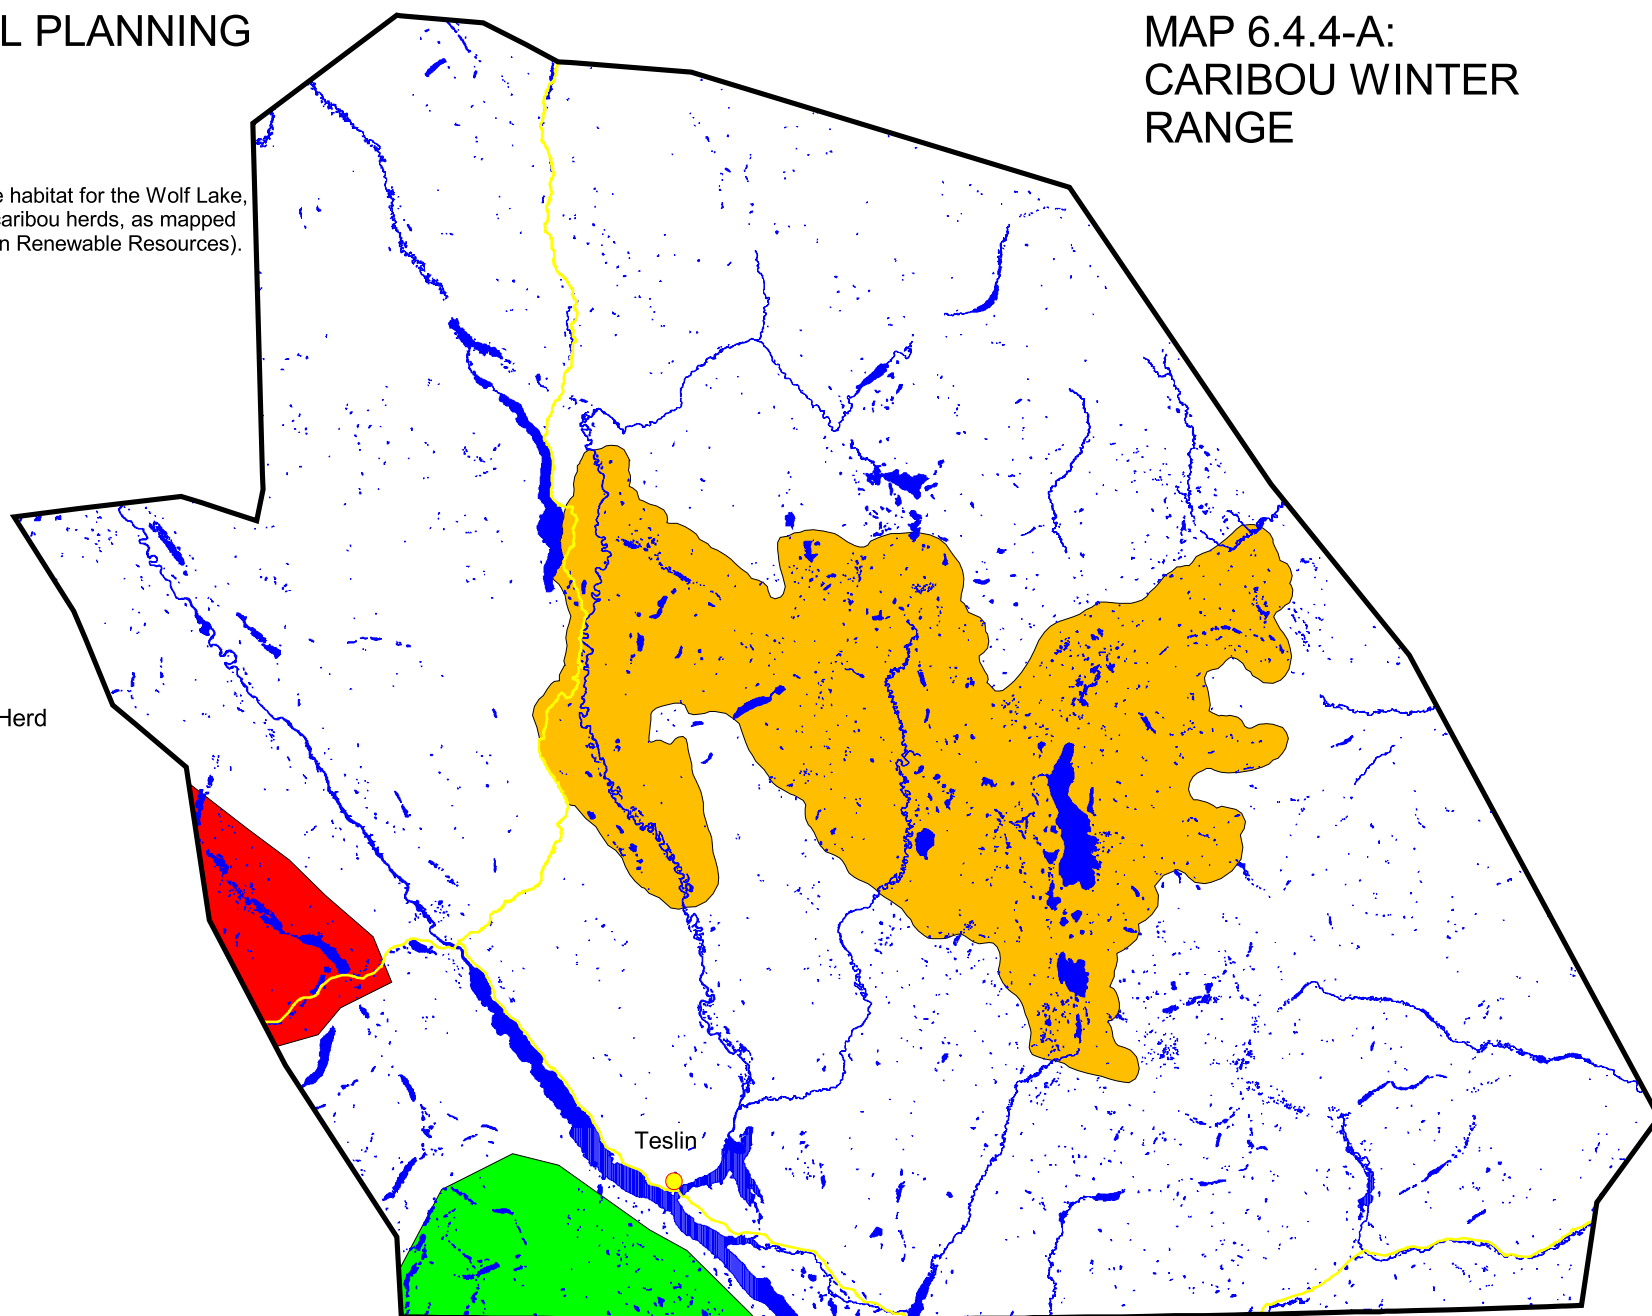 L PLANNING
MAP 6.4.4-A:
CARIBOU WINTER
RANGE
e habitat for the Wolf Lake,
caribou herds, as mapped
n Renewable Resources).
Herd
Teslin